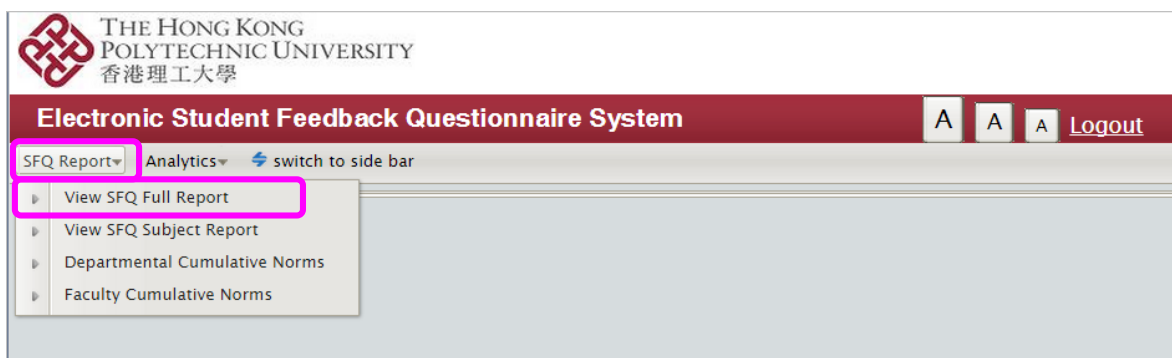 THE HONG KONG
POLYTECHNIC UNIVERSITY
香港理工大學
Electronic Student Feedback Questionnaire System
A A A Logout
SFQ Report Analytics switch to side bar
View SFQ Full Report
View SFQ Subject Report
Departmental Cumulative Norms
Faculty Cumulative Norms